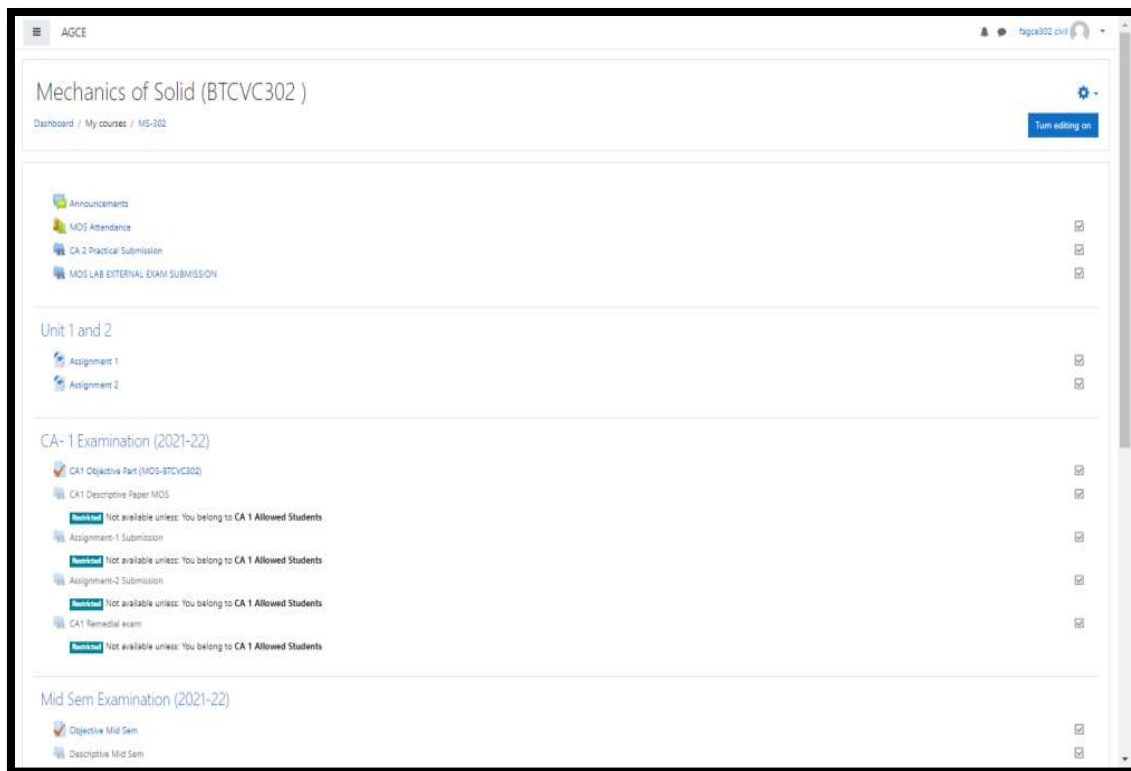 AGCE
fagce302 civil
Mechanics of Solid (BTCVC302 )
Dashboard / My courses / MS-302
Turn editing on
Announcements
MOS Attendance
CA 2 Practical Submission
MOS LAB EXTERNAL EXAM SUBMISSION
Unit 1 and 2
Assignment 1
Assignment 2
CA- 1 Examination (2021-22)
CA1 Objective Part (MOS-BTCVC302)
CA1 Descriptive Paper MOS
Restricted Not available unless: You belong to CA 1 Allowed Students
Assignment-1 Submission
Restricted Not available unless: You belong to CA 1 Allowed Students
Assignment-2 Submission
Restricted Not available unless: You belong to CA 1 Allowed Students
CA1 Remedial exam
Restricted Not available unless: You belong to CA 1 Allowed Students
Mid Sem Examination (2021-22)
Objective Mid Sem
Descriptive Mid Sem